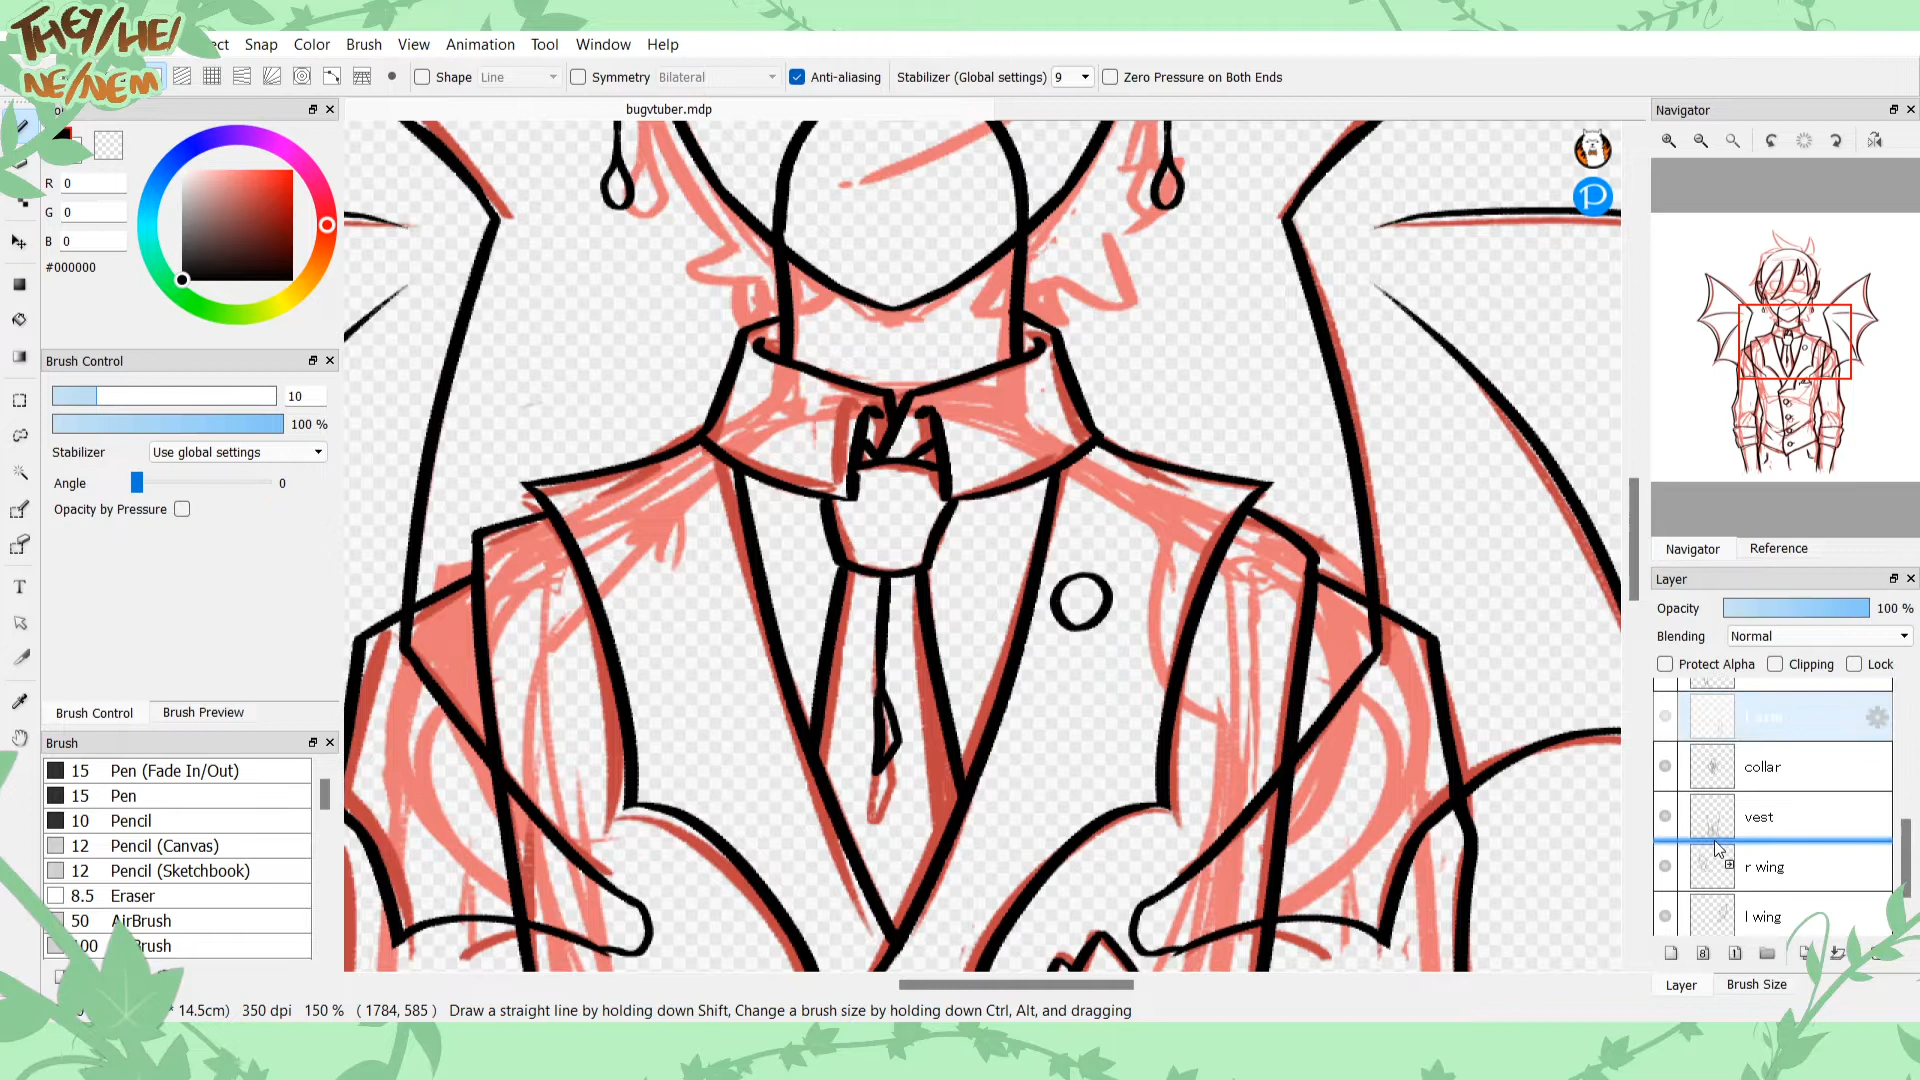 THEY/HE/
NE/NEM
ect Snap Color Brush View Animation Tool Window Help
Shape Line Symmetry Bilateral Anti-aliasing Stabilizer (Global settings) 9 Zero Pressure on Both Ends
bugvtuber.mdp
Navigator
R 0
G 0
B 0
#000000
Brush Control
10
100 %
Stabilizer Use global settings
Angle 0
Opacity by Pressure
Brush Control Brush Preview
Brush
15 Pen (Fade In/Out)
15 Pen
10 Pencil
12 Pencil (Canvas)
12 Pencil (Sketchbook)
8.5 Eraser
50 AirBrush
100 Brush
Navigator Reference
Layer
Opacity 100 %
Blending Normal
Protect Alpha Clipping Lock
l arm
collar
vest
r wing
l wing
Layer Brush Size
* 14.5cm) 350 dpi 150 % ( 1784, 585 ) Draw a straight line by holding down Shift, Change a brush size by holding down Ctrl, Alt, and dragging